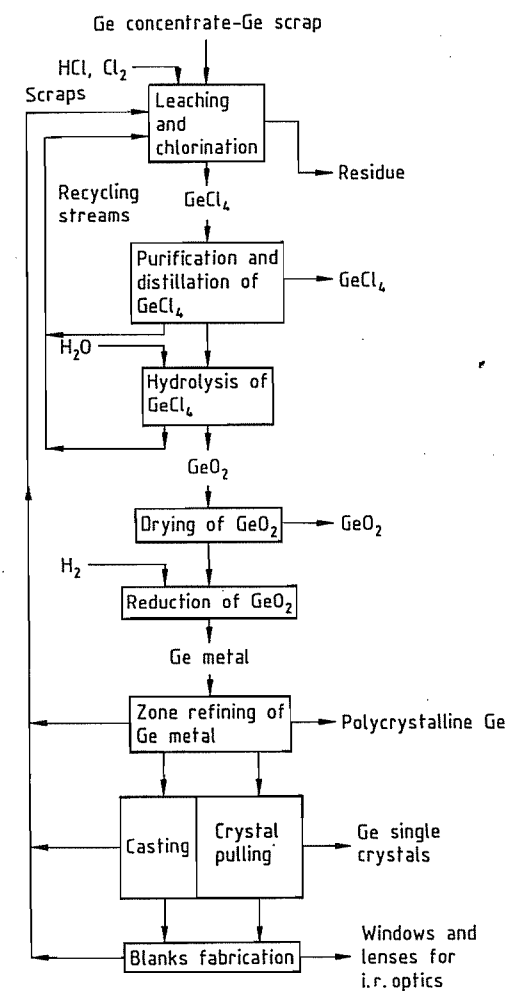 Ge concentrate-Ge scrap
HCl, Cl₂
Scraps
Leaching
and
chlorination
Residue
Recycling
streams
GeCl₄
Purification and
distillation of
GeCl₄
GeCl₄
H₂O
Hydrolysis of
GeCl₄
GeO₂
Drying of GeO₂
GeO₂
H₂
Reduction of GeO₂
Ge metal
Zone refining of
Ge metal
Polycrystalline Ge
Casting
Crystal
pulling
Ge single
crystals
Blanks fabrication
Windows and
lenses for
i.r. optics